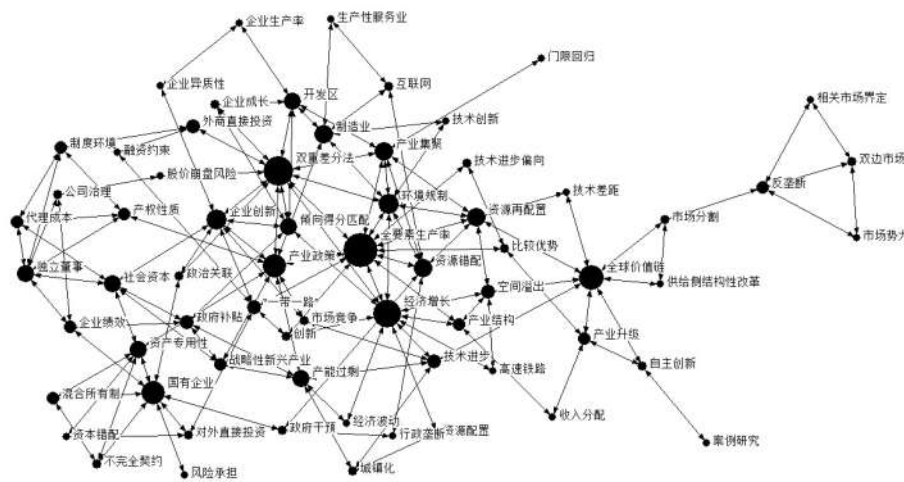 生产性服务业
企业生产率
门限回归
企业异质性
互联网
开发区
企业成长
相关市场界定
外商直接投资
制造业
技术创新
制度环境
融资约束
产业集聚
双重差分法
技术进步偏向
双边市场
股价崩盘风险
反垄断
公司治理
环境规制
技术差距
代理成本
产权性质
企业创新
倾向得分匹配
资源再配置
市场分割
市场势力
全要素生产率
比较优势
独立董事
社会资本
政治关联
产业政策
资源错配
全球价值链
供给侧结构性改革
空间溢出
"一带一路"
经济增长
企业绩效
政府补贴
市场竞争
产业结构
创新
产业升级
资产专用性
战略性新兴产业
技术进步
高速铁路
自主创新
国有企业
产能过剩
混合所有制
收入分配
经济波动
政府干预
行政垄断
资源配置
资本错配
对外直接投资
案例研究
不完全契约
风险承担
城镇化